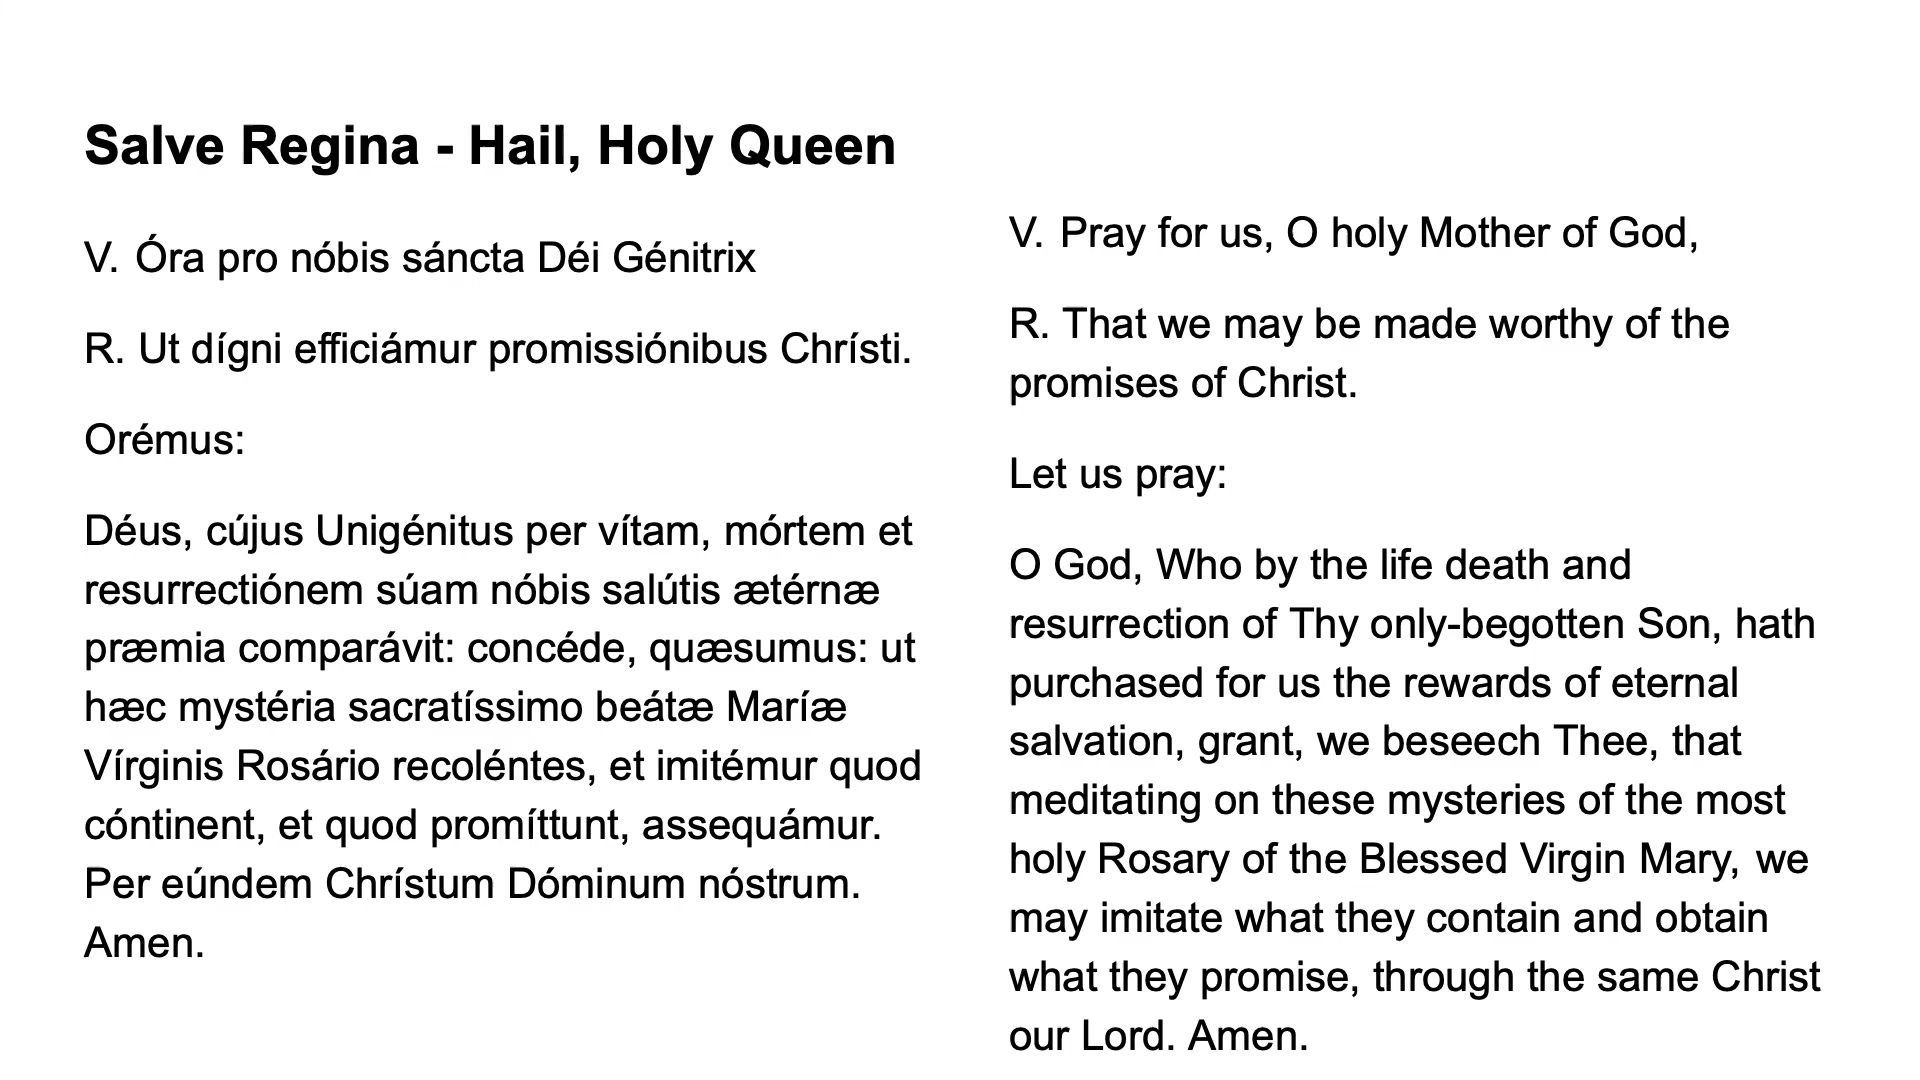 Salve Regina - Hail, Holy Queen
V. Óra pro nóbis sáncta Déi Génitrix
R. Ut dígni efficiámur promissiónibus Chrísti.
Orémus:
Déus, cújus Unigénitus per vítam, mórtem et
resurrectiónem súam nóbis salútis ætérnæ
præmia comparávit: concéde, quæsumus: ut
hæc mystéria sacratíssimo beátæ Maríæ
Vírginis Rosário recoléntes, et imitémur quod
cóntinent, et quod promíttunt, assequámur.
Per eúndem Chrístum Dóminum nóstrum.
Amen.
V. Pray for us, O holy Mother of God,
R. That we may be made worthy of the
promises of Christ.
Let us pray:
O God, Who by the life death and
resurrection of Thy only-begotten Son, hath
purchased for us the rewards of eternal
salvation, grant, we beseech Thee, that
meditating on these mysteries of the most
holy Rosary of the Blessed Virgin Mary, we
may imitate what they contain and obtain
what they promise, through the same Christ
our Lord. Amen.